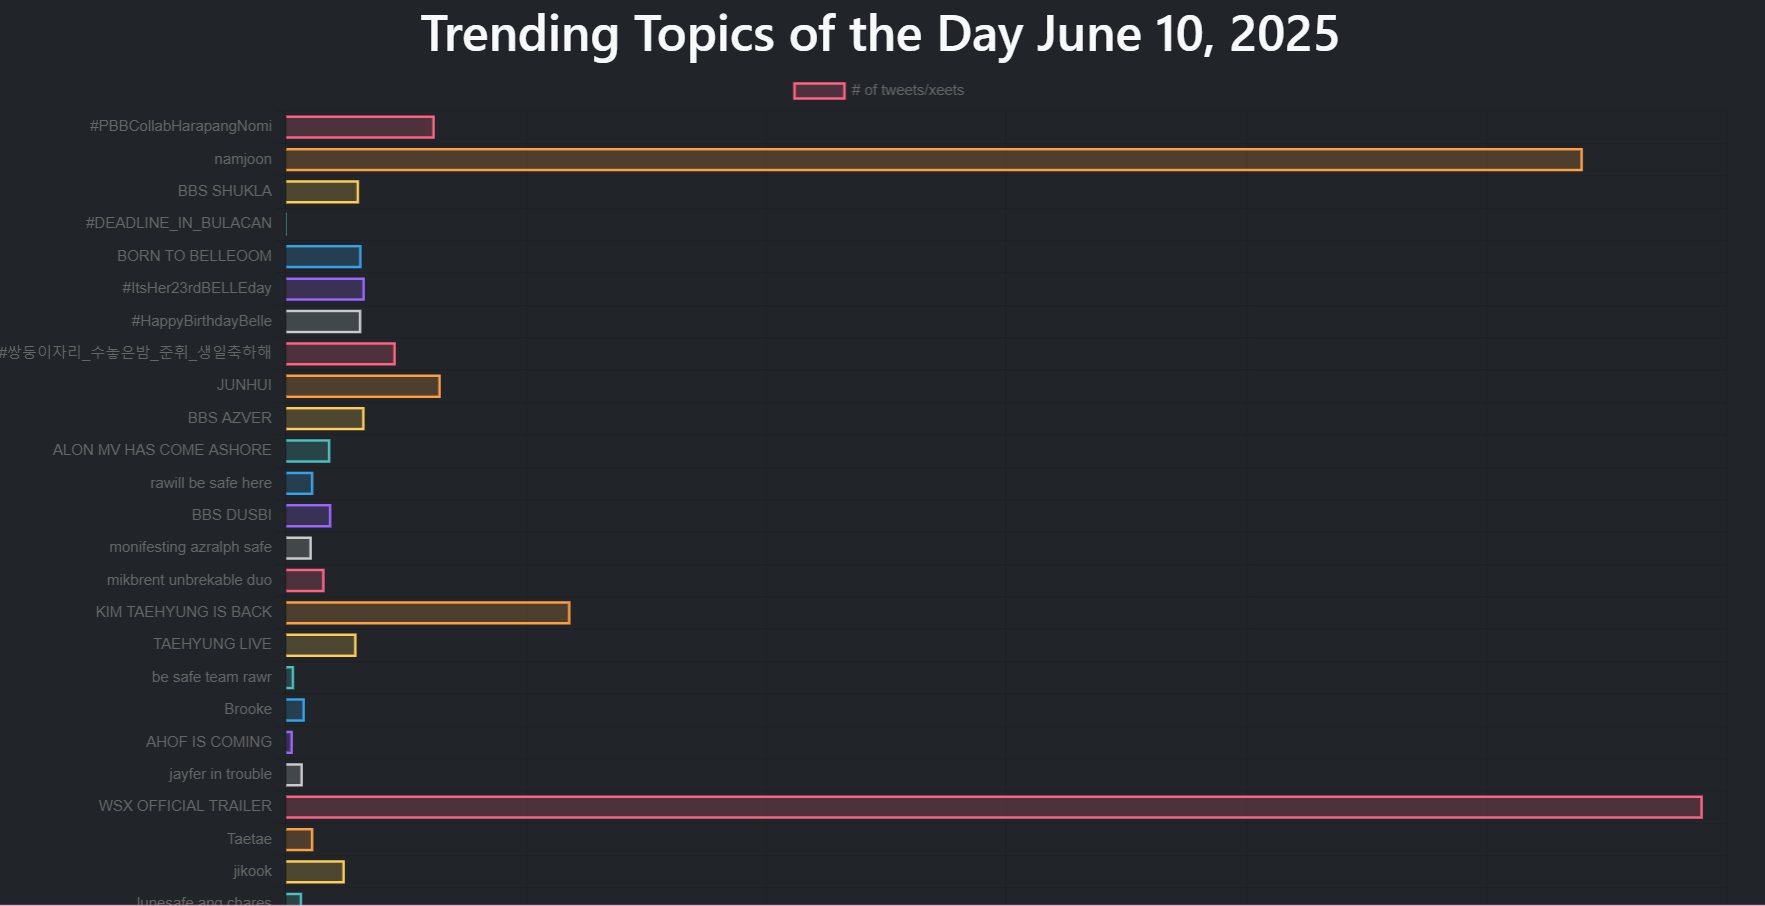 Trending Topics of the Day June 10, 2025
# of tweets/xeets
#PBBCollabHarapangNomi
namjoon
BBS SHUKLA
#DEADLINE_IN_BULACAN
BORN TO BELLEOOM
#ItsHer23rdBELLEday
#HappyBirthdayBelle
#쌍둥이자리_수놓은밤_준휘_생일축하해
JUNHUI
BBS AZVER
ALON MV HAS COME ASHORE
rawill be safe here
BBS DUSBI
monifesting azralph safe
mikbrent unbrekable duo
KIM TAEHYUNG IS BACK
TAEHYUNG LIVE
be safe team rawr
Brooke
AHOF IS COMING
jayfer in trouble
WSX OFFICIAL TRAILER
Taetae
jikook
ang chares